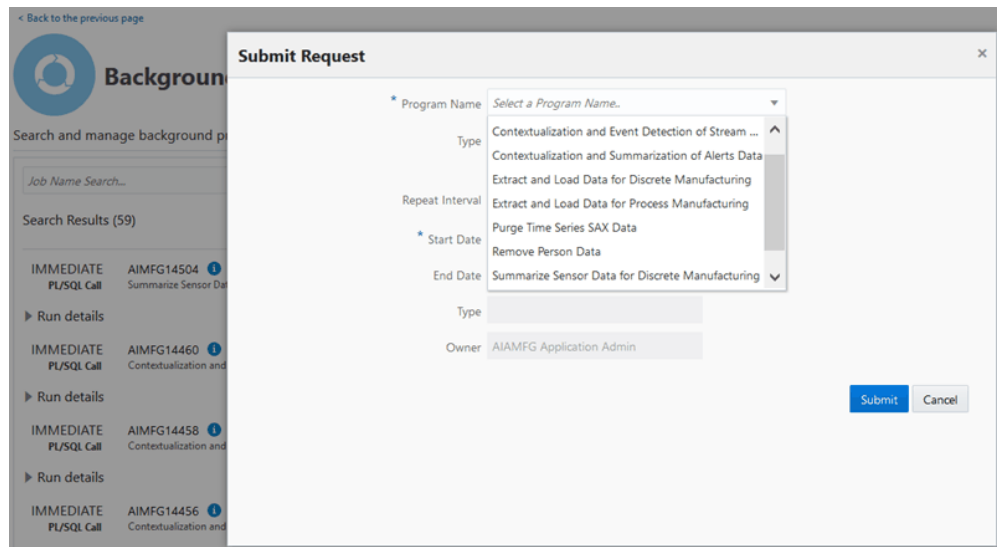 < Back to the previous page
Background
Search and manage background
Job Name Search...
Search Results (59)
IMMEDIATE AIMFG14504
PL/SQL Call Summarize Sensor
Run details
IMMEDIATE AIMFG14460
PL/SQL Call Contextualization and
Run details
IMMEDIATE AIMFG14458
PL/SQL Call Contextualization and
Run details
IMMEDIATE AIMFG14456
PL/SQL Call Contextualization and
Submit Request
* Program Name Select a Program Name..
Contextualization and Event Detection of Stream ...
Contextualization and Summarization of Alerts Data
Extract and Load Data for Discrete Manufacturing
Extract and Load Data for Process Manufacturing
Purge Time Series SAX Data
Remove Person Data
Summarize Sensor Data for Discrete Manufacturing
Type
Repeat Interval
* Start Date
End Date
Type
Owner AIAMFG Application Admin
Submit Cancel